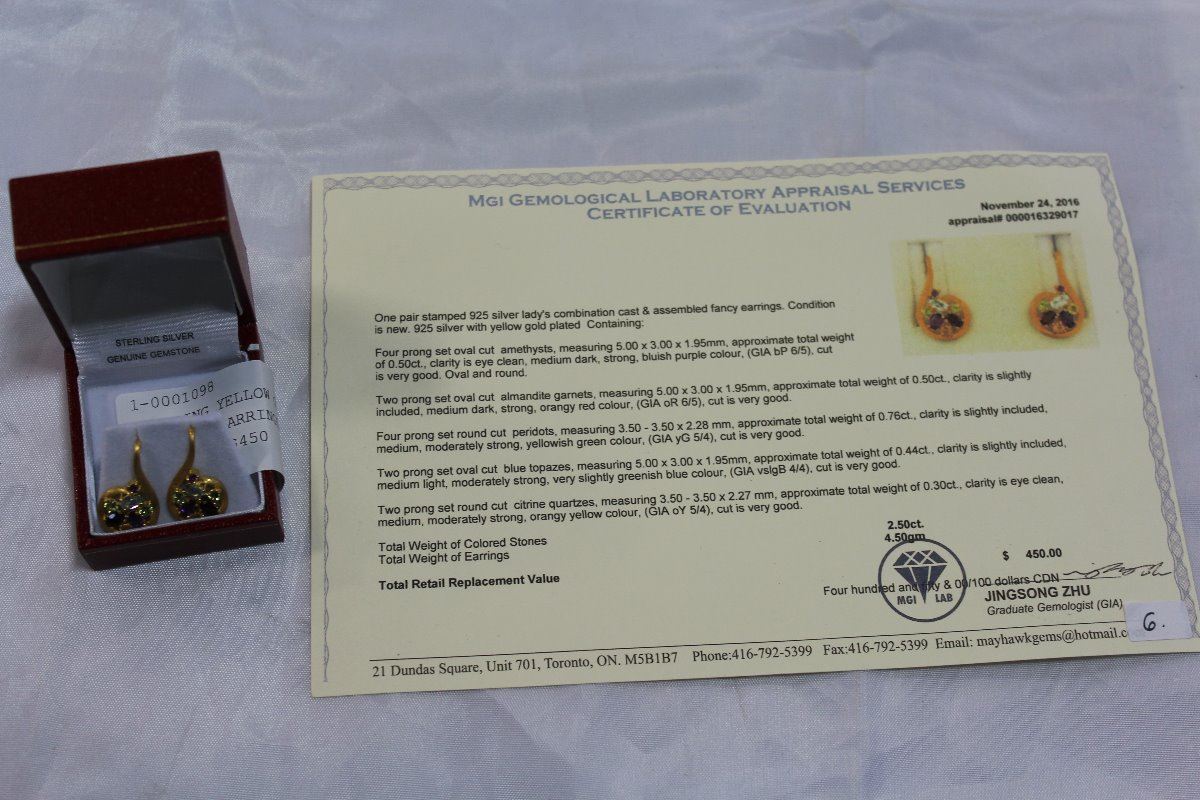 STERLING SILVER
GENUINE GEMSTONE
1-0001098
NG YELLOW
ARRING
450
MGI GEMOLOGICAL LABORATORY APPRAISAL SERVICES
CERTIFICATE OF EVALUATION
November 24, 2016
appraisal# 000016329017
One pair stamped 925 silver lady's combination cast & assembled fancy earrings. Condition
is new. 925 silver with yellow gold plated Containing:
Four prong set oval cut amethysts, measuring 5.00 x 3.00 x 1.95mm, approximate total weight
of 0.50ct., clarity is eye clean, medium dark, strong, bluish purple colour, (GIA bP 6/5), cut
is very good. Oval and round.
Two prong set oval cut almandite garnets, measuring 5.00 x 3.00 x 1.95mm, approximate total weight of 0.50ct., clarity is slightly
included, medium dark, strong, orangy red colour, (GIA oR 6/5), cut is very good.
Four prong set round cut peridots, measuring 3.50 - 3.50 x 2.28 mm, approximate total weight of 0.76ct., clarity is slightly included,
medium, moderately strong, yellowish green colour, (GIA yG 5/4), cut is very good.
Two prong set oval cut blue topazes, measuring 5.00 x 3.00 x 1.95mm, approximate total weight of 0.44ct., clarity is slightly included,
medium light, moderately strong, very slightly greenish blue colour, (GIA vslgB 4/4), cut is very good.
Two prong set round cut citrine quartzes, measuring 3.50 - 3.50 x 2.27 mm, approximate total weight of 0.30ct., clarity is eye clean,
medium, moderately strong, orangy yellow colour, (GIA oY 5/4), cut is very good.
Total Weight of Colored Stones 2.50ct.
Total Weight of Earrings 4.50gm
Total Retail Replacement Value $ 450.00
Four hundred and fifty & 00/100 dollars CDN
MGI LAB
JINGSONG ZHU
Graduate Gemologist (GIA)
6.
21 Dundas Square, Unit 701, Toronto, ON. M5B1B7 Phone:416-792-5399 Fax:416-792-5399 Email: mayhawkgems@hotmail.c